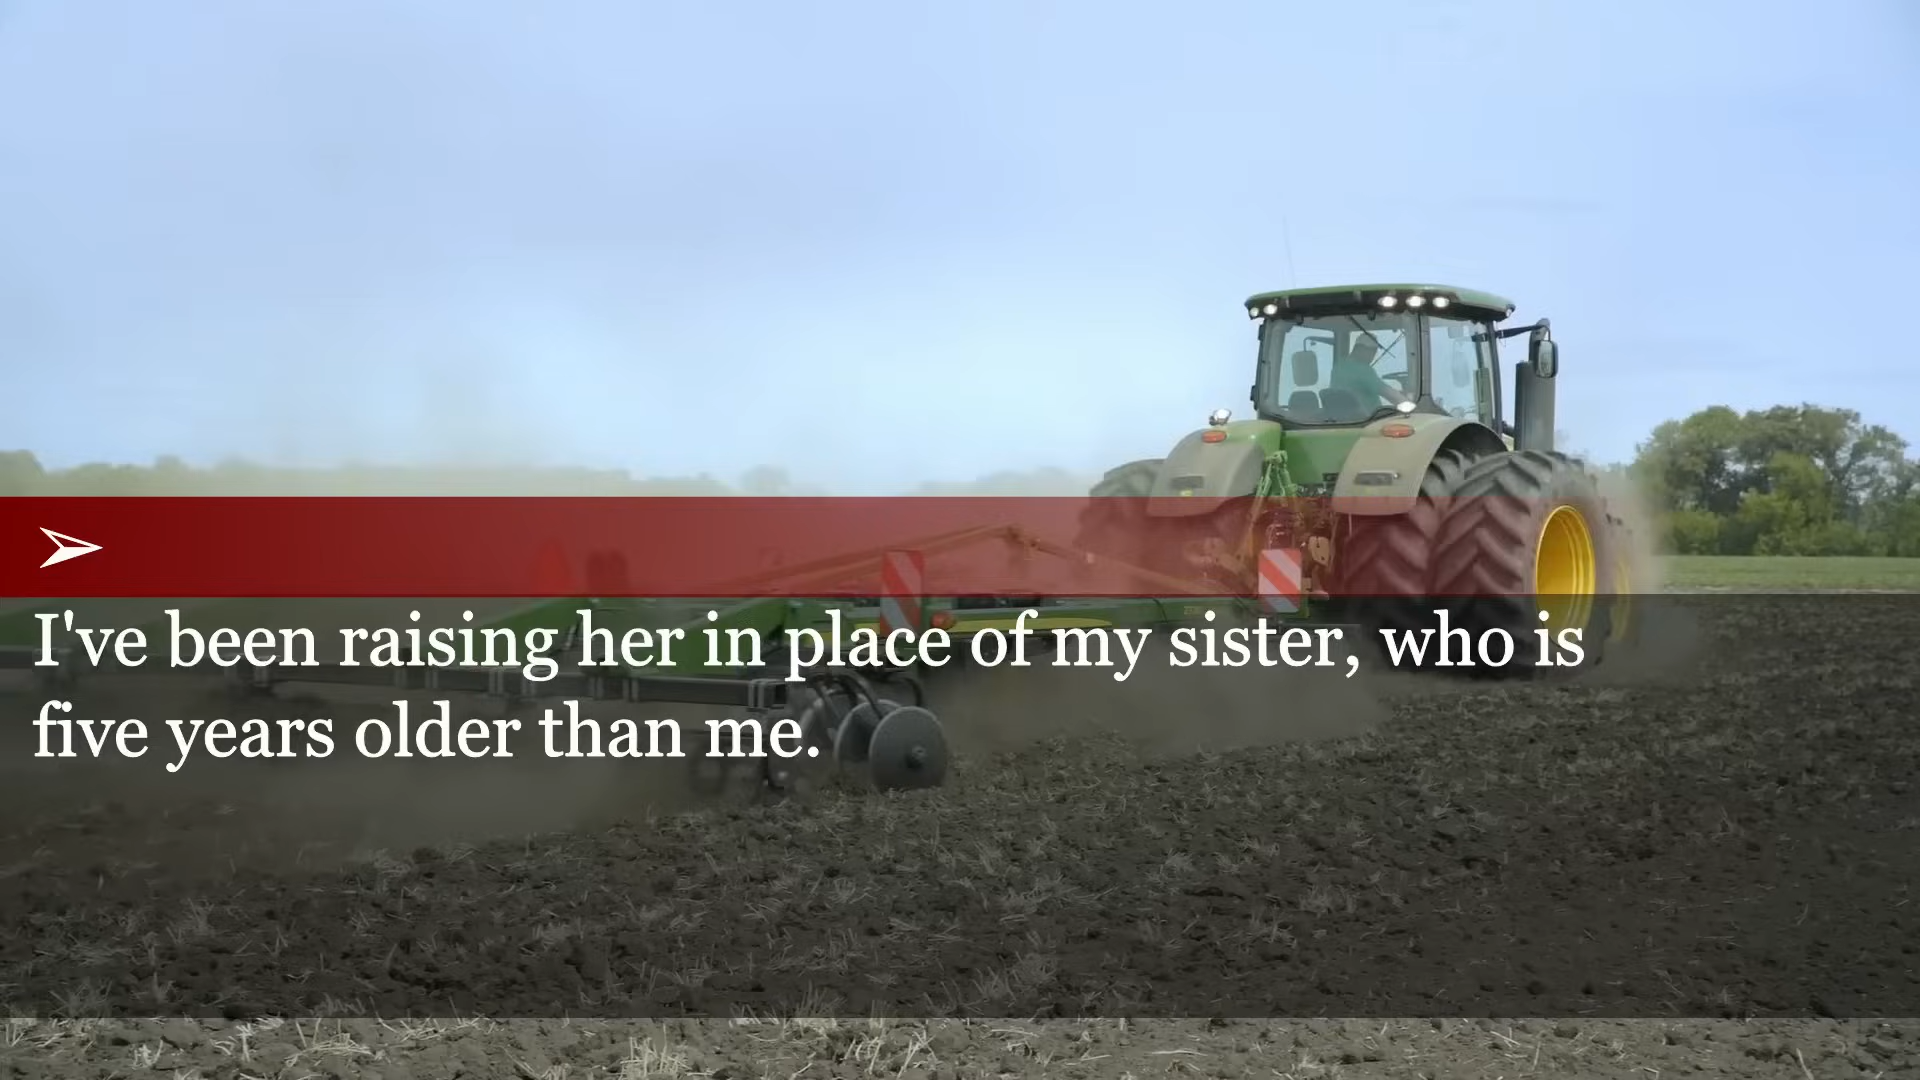 I've been raising her in place of my sister, who is
five years older than me.